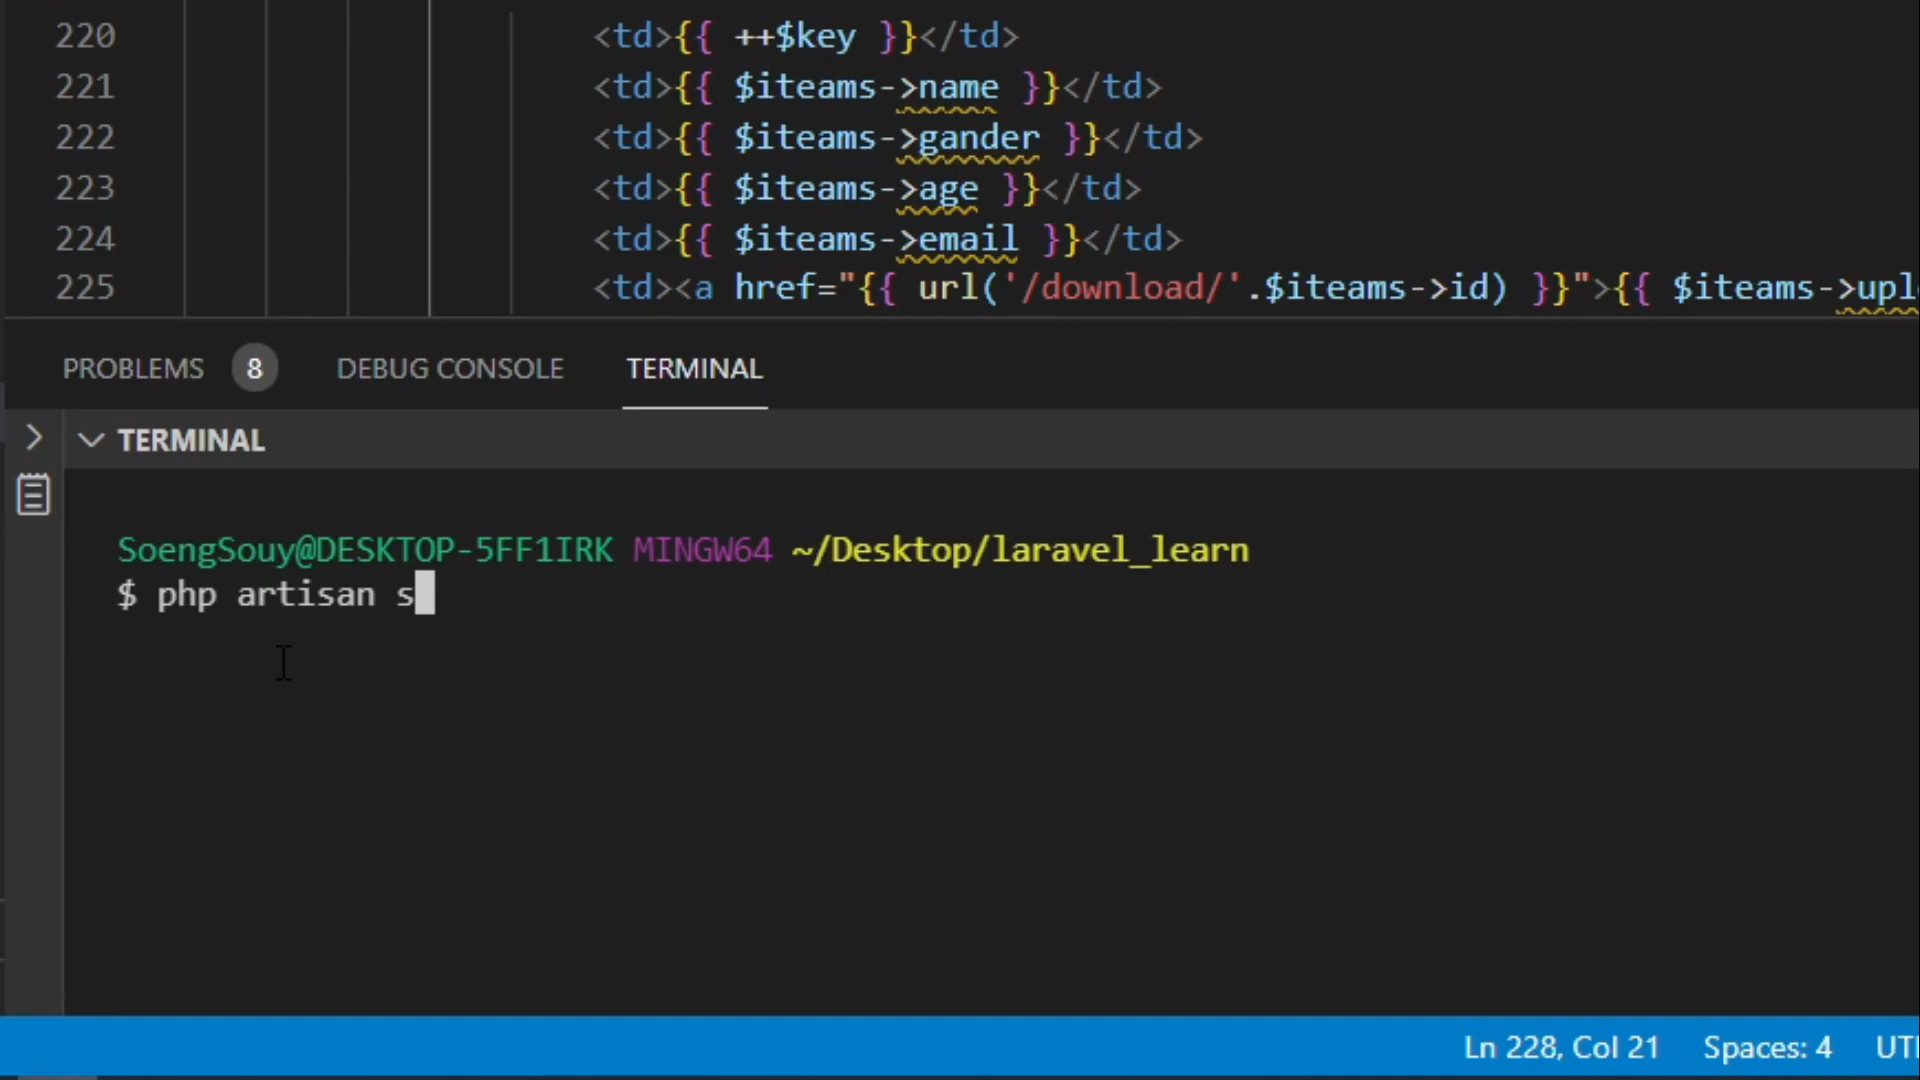 220 <td>{{ ++$key }}</td>
221 <td>{{ $iteams->name }}</td>
222 <td>{{ $iteams->gander }}</td>
223 <td>{{ $iteams->age }}</td>
224 <td>{{ $iteams->email }}</td>
225 <td><a href="{{ url('/download/'.$iteams->id) }}">{{ $iteams->upl
PROBLEMS 8 DEBUG CONSOLE TERMINAL
TERMINAL
SoengSouy@DESKTOP-5FF1IRK MINGW64 ~/Desktop/laravel_learn
$ php artisan s
Ln 228, Col 21 Spaces: 4 UT